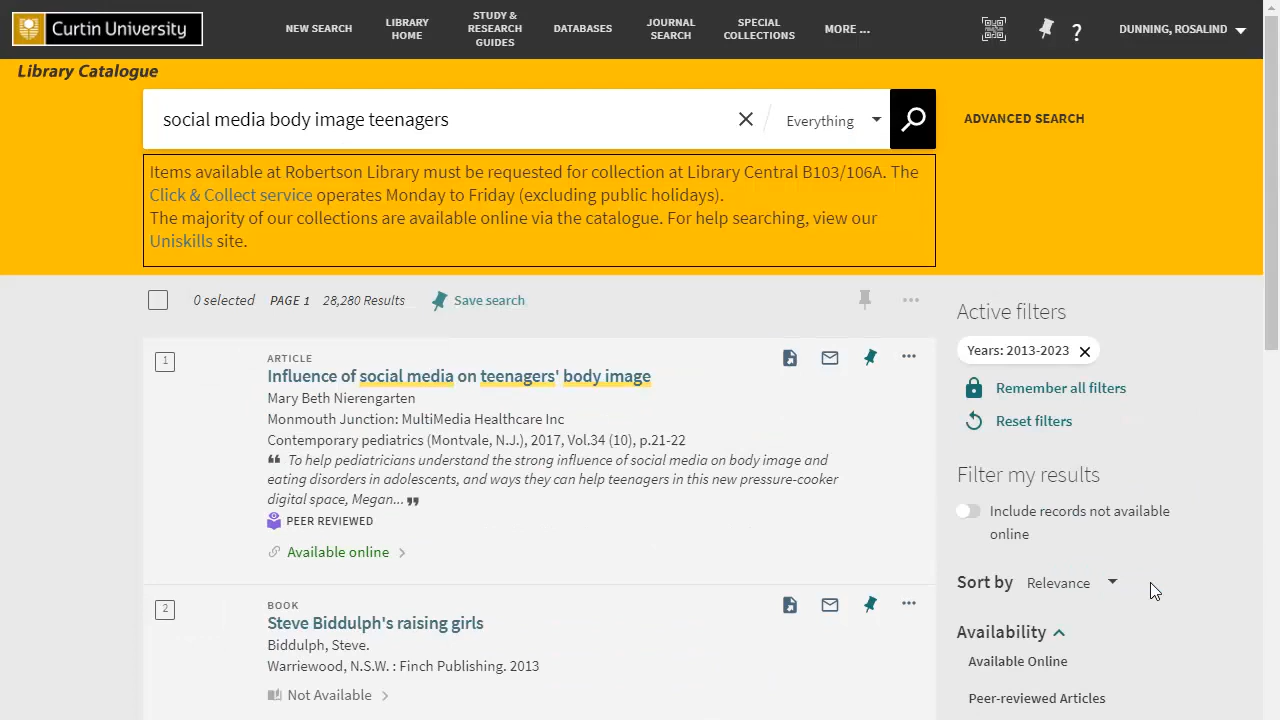 Curtin University
NEW SEARCH
LIBRARY HOME
STUDY & RESEARCH GUIDES
DATABASES
JOURNAL SEARCH
SPECIAL COLLECTIONS
MORE ...
?
DUNNING, ROSALIND
Library Catalogue
social media body image teenagers
Everything
ADVANCED SEARCH
Items available at Robertson Library must be requested for collection at Library Central B103/106A. The
Click & Collect service operates Monday to Friday (excluding public holidays).
The majority of our collections are available online via the catalogue. For help searching, view our
Uniskills site.
0 selected PAGE 1 28,280 Results Save search
1
ARTICLE
Influence of social media on teenagers' body image
Mary Beth Nierengarten
Monmouth Junction: MultiMedia Healthcare Inc
Contemporary pediatrics (Montvale, N.J.), 2017, Vol.34 (10), p.21-22
❝ To help pediatricians understand the strong influence of social media on body image and
eating disorders in adolescents, and ways they can help teenagers in this new pressure-cooker
digital space, Megan... ❞
PEER REVIEWED
Available online
2
BOOK
Steve Biddulph's raising girls
Biddulph, Steve.
Warriewood, N.S.W. : Finch Publishing. 2013
Not Available
Active filters
Years: 2013-2023
Remember all filters
Reset filters
Filter my results
Include records not available
online
Sort by Relevance
Availability
Available Online
Peer-reviewed Articles